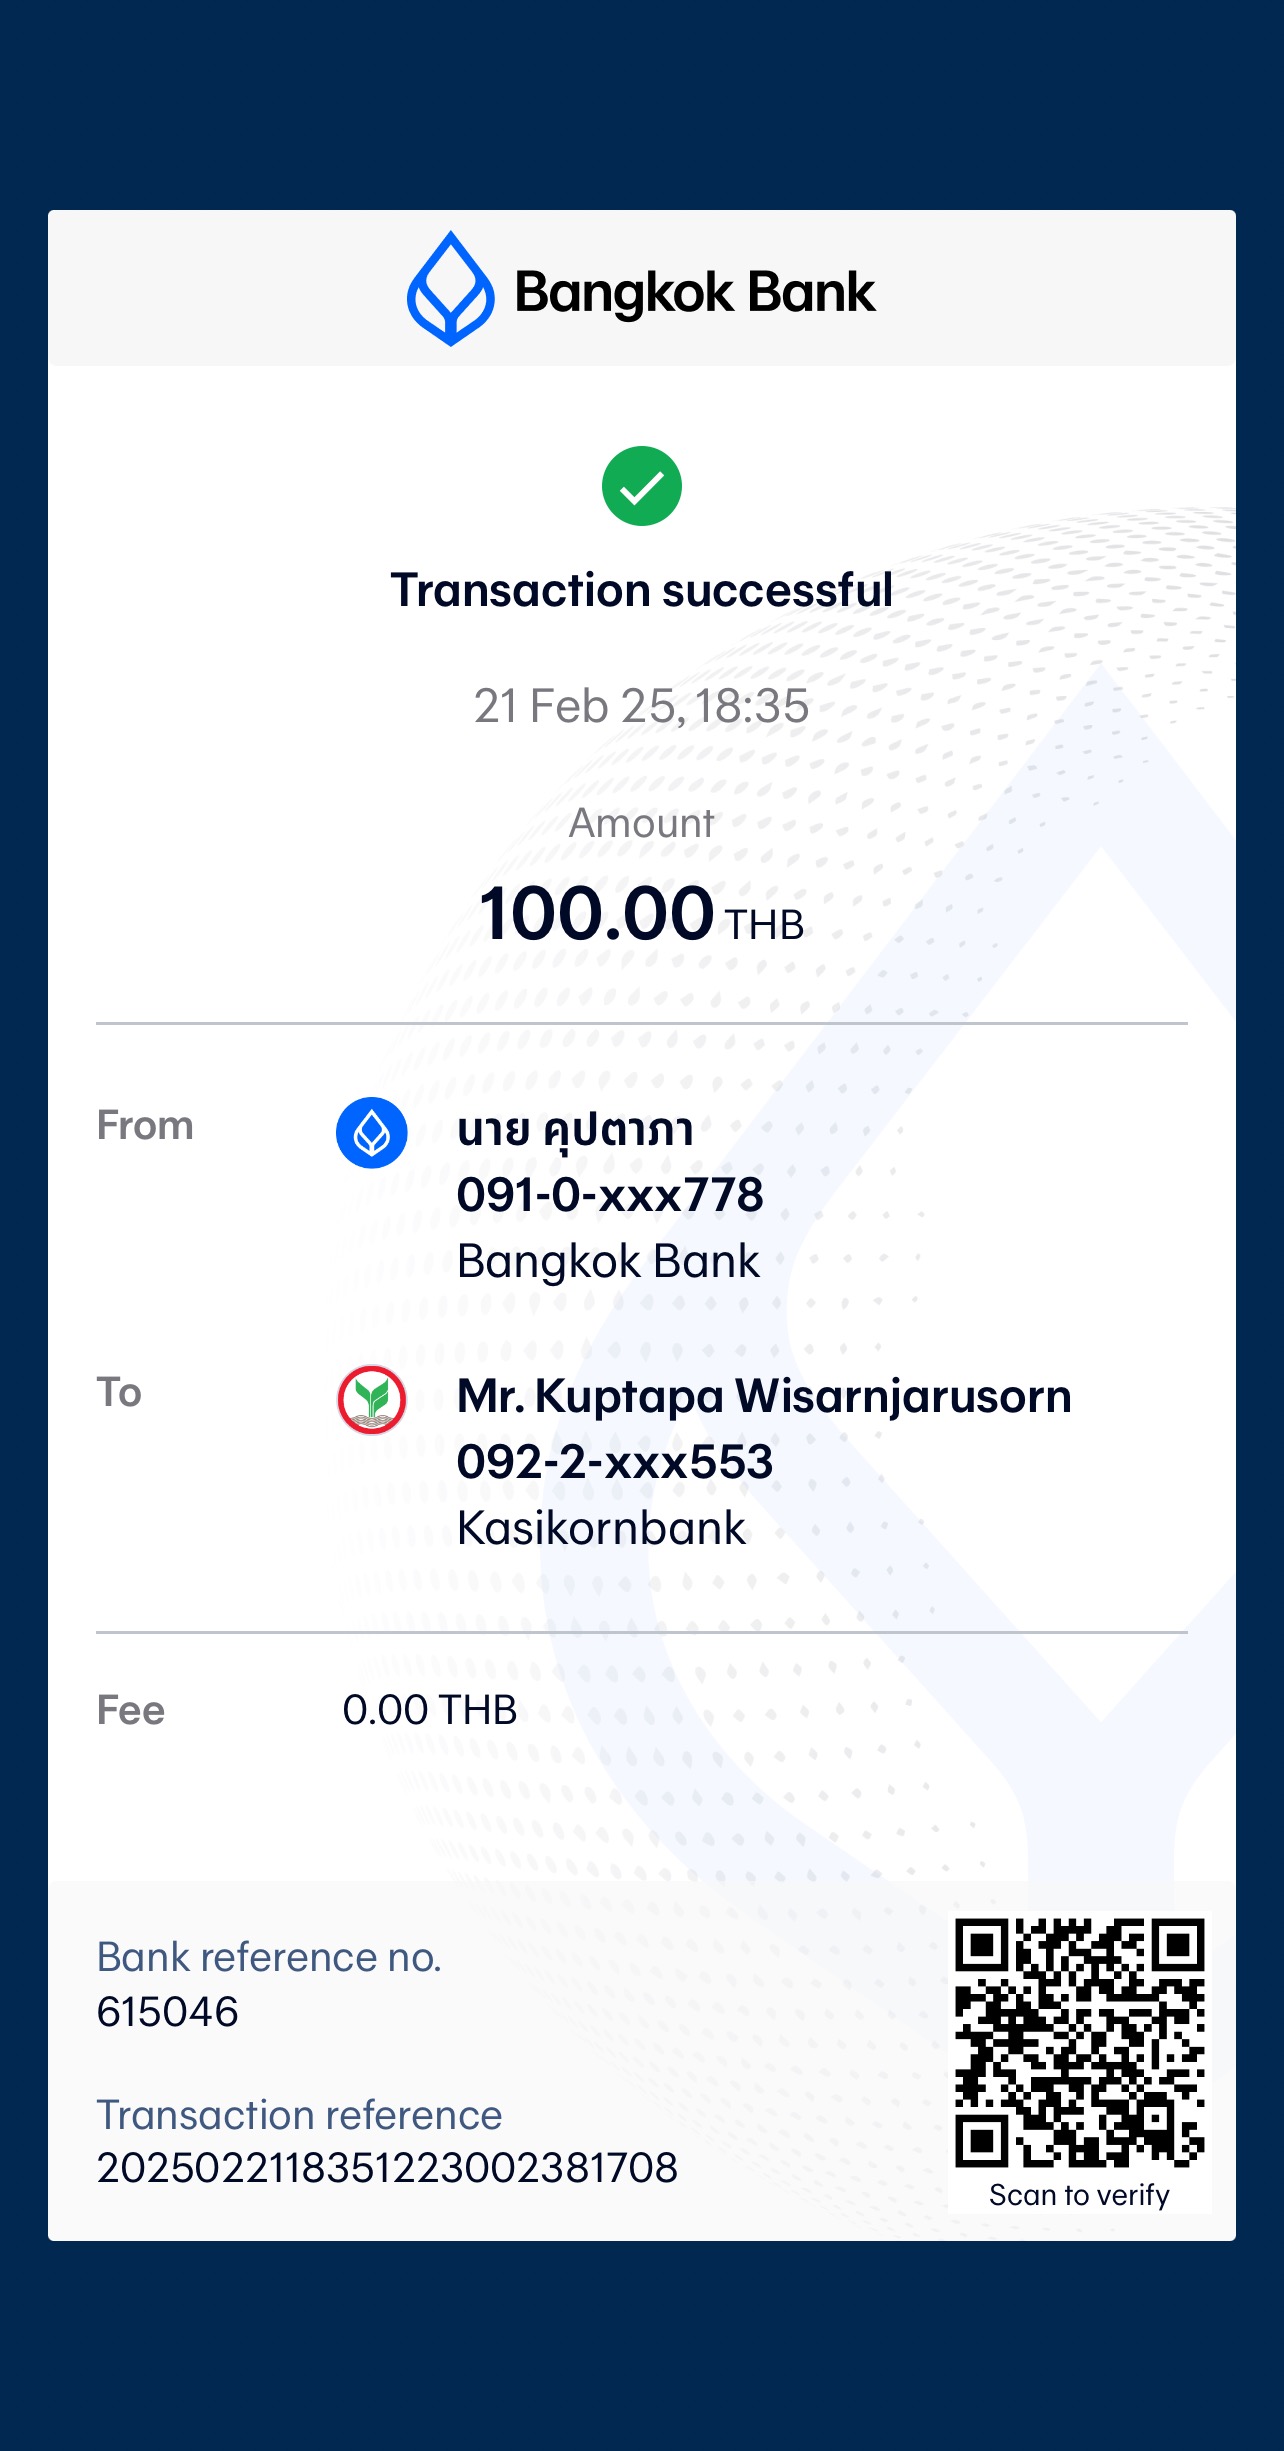 Bangkok Bank
Transaction successful
21 Feb 25, 18:35
Amount
100.00 THB
From
นาย คุปตาภา
091-0-xxx778
Bangkok Bank
To
Mr. Kuptapa Wisarnjarusorn
092-2-xxx553
Kasikornbank
Fee 0.00 THB
Bank reference no.
615046
Transaction reference
2025022118351223002381708
Scan to verify